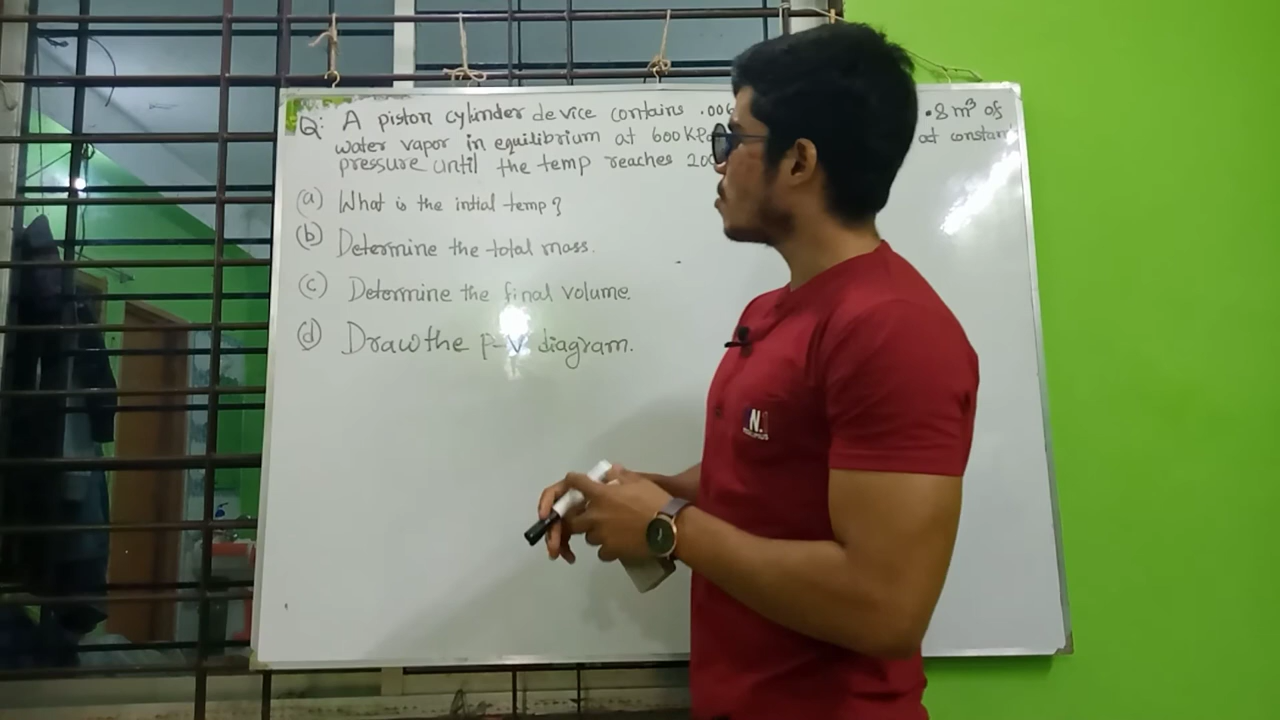 Q: A piston cylinder device contains .006 .8 m³ of
water vapor in equilibrium at 600 KPa at constant
pressure until the temp reaches 200
(a) What is the intial temp?
(b) Determine the total mass.
(c) Determine the final volume.
(d) Draw the P-V diagram.
N.1